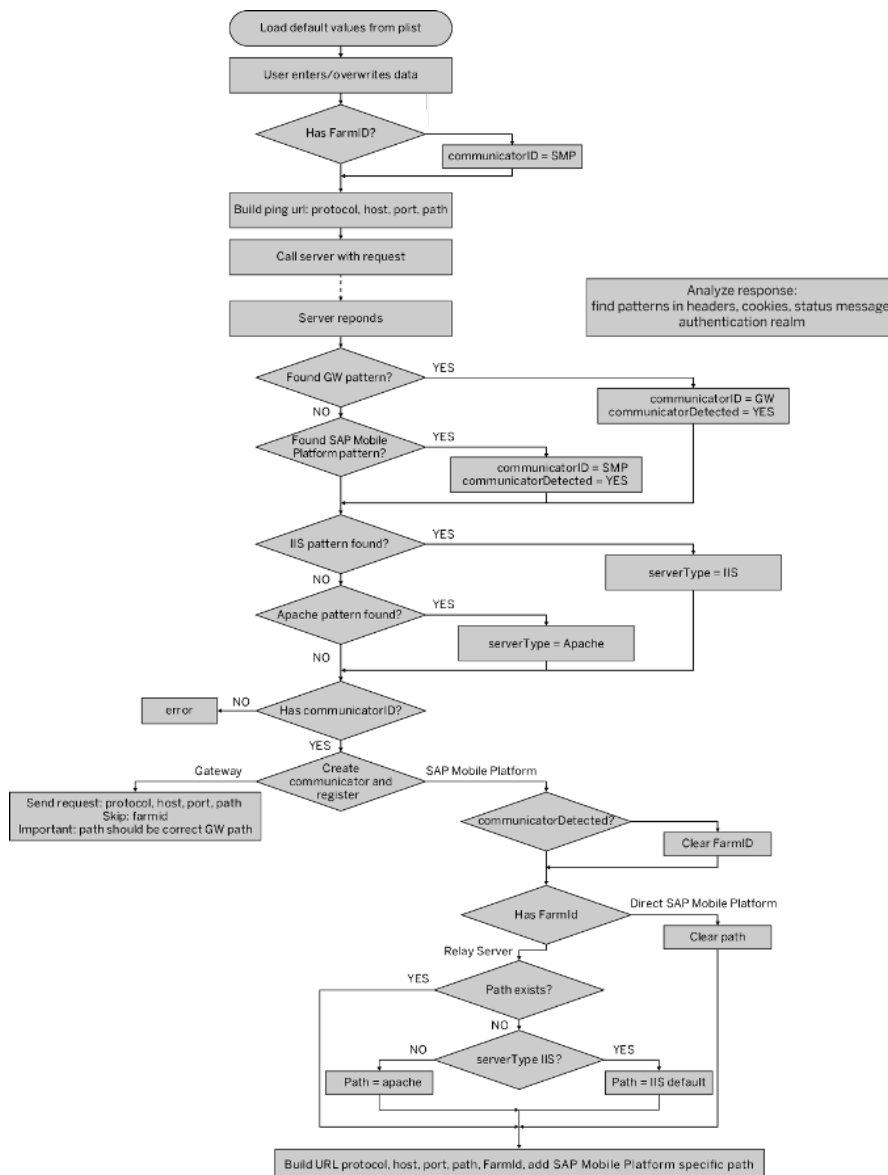 Load default values from plist
User enters/overwrites data
Has FarmID?
communicatorID = SMP
Build ping url: protocol, host, port, path
Call server with request
Analyze response:
find patterns in headers, cookies, status message
authentication realm
Server reponds
Found GW pattern?
YES
communicatorID = GW
communicatorDetected = YES
NO
Found SAP Mobile
Platform pattern?
YES
communicatorID = SMP
communicatorDetected = YES
IIS pattern found?
YES
serverType = IIS
NO
Apache pattern found?
YES
serverType = Apache
NO
Has communicatorID?
NO
error
YES
Create
communicator and
register
Gateway
SAP Mobile Platform
Send request: protocol, host, port, path
Skip: farmid
Important: path should be correct GW path
communicatorDetected?
Clear FarmID
Has FarmId
Direct SAP Mobile Platform
Clear path
Relay Server
YES
Path exists?
NO
serverType IIS?
NO
YES
Path = apache
Path = IIS default
Build URL protocol, host, port, path, FarmId, add SAP Mobile Platform specific path